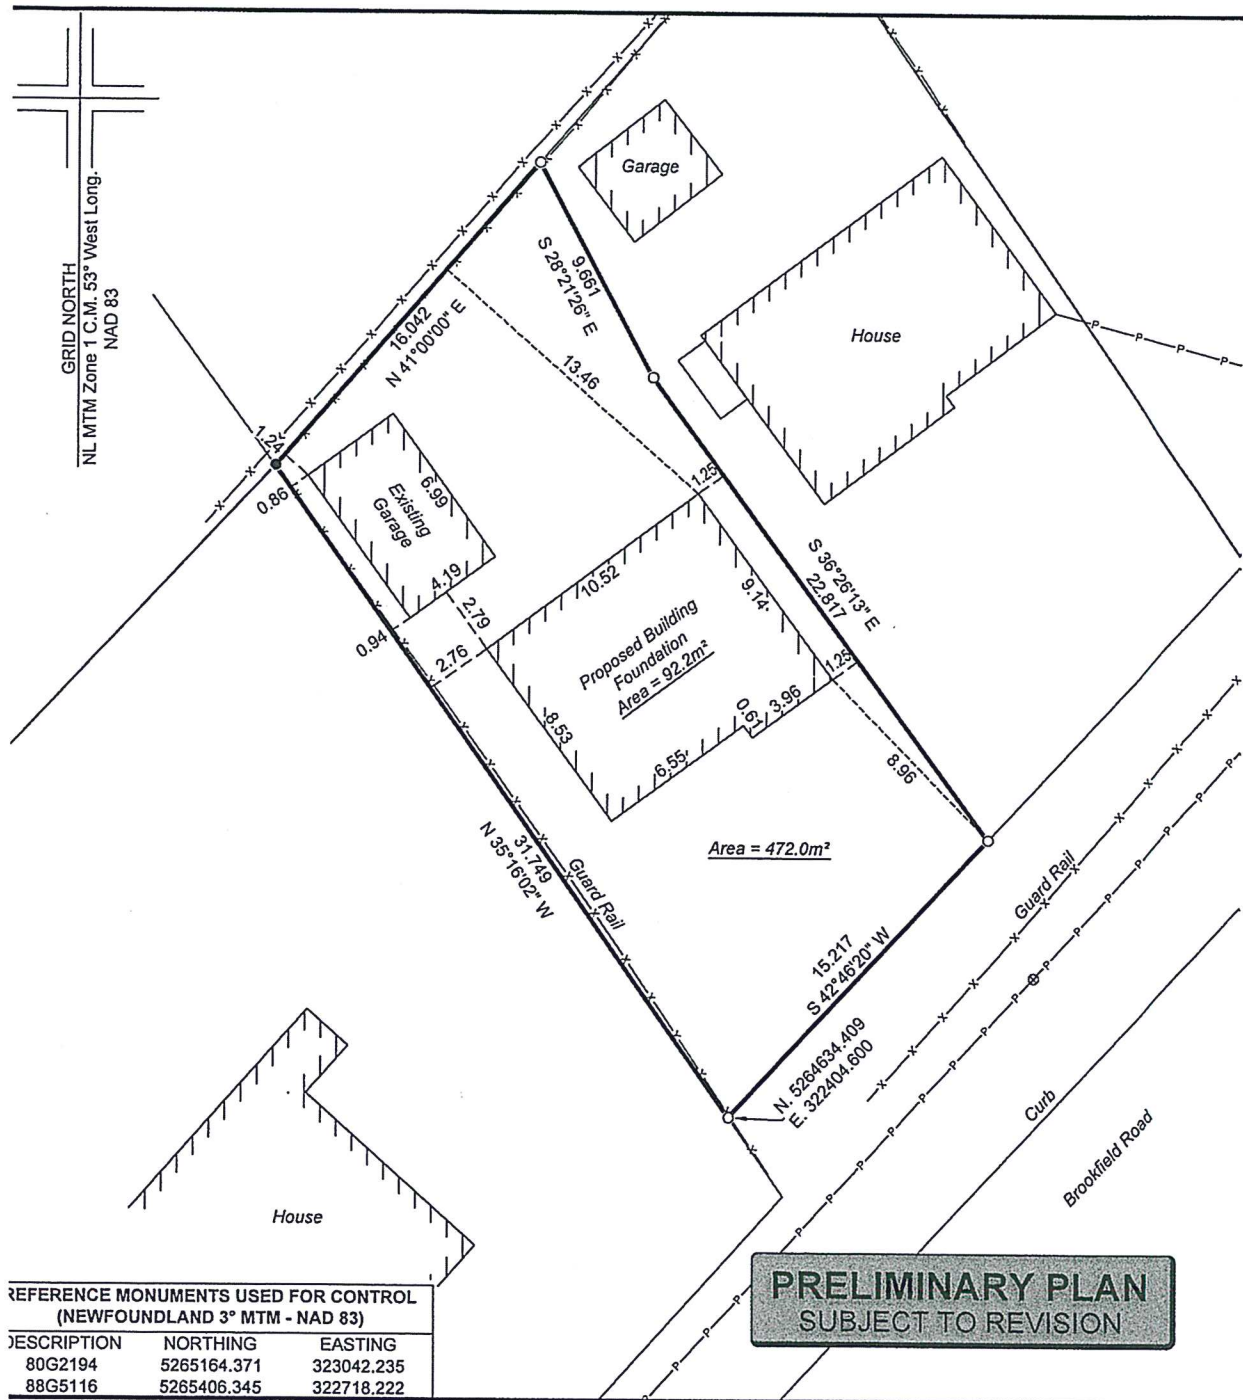 GRID NORTH
NL MTM Zone 1 C.M. 53° West Long.
NAD 83
Garage
9.661
S 28°21'26" E
16.042
N 41°00'00" E
House
13.46
1.24
0.86
6.99
Existing
Garage
4.19
1.25
S 36°26'13" E
22.817
10.52
9.14
2.79
0.94
2.76
Proposed Building
Foundation
Area = 92.2m²
1.25
3.96
0.61
8.53
6.55
8.96
Area = 472.0m²
31.749
N 35°16'02" W
Guard Rail
Guard Rail
15.217
S 42°46'20" W
N. 5264634.409
E. 322404.600
Curb
Brookfield Road
House
REFERENCE MONUMENTS USED FOR CONTROL
(NEWFOUNDLAND 3° MTM - NAD 83)
DESCRIPTION NORTHING EASTING
80G2194 5265164.371 323042.235
88G5116 5265406.345 322718.222
PRELIMINARY PLAN
SUBJECT TO REVISION